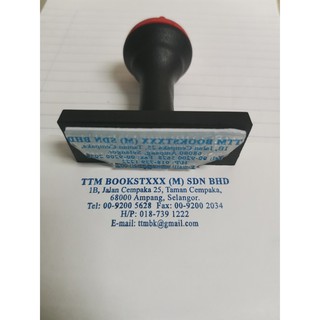 TTM BOOKSTXXX (M) SDN BHD
1B, Jalan Cempaka 25, Taman Cempaka,
68000 Ampang, Selangor.
Tel: 00-9200 5628 Fax: 00-9200 2034
H/P: 018-739 1222
E-mail: ttmbk@gmail.com